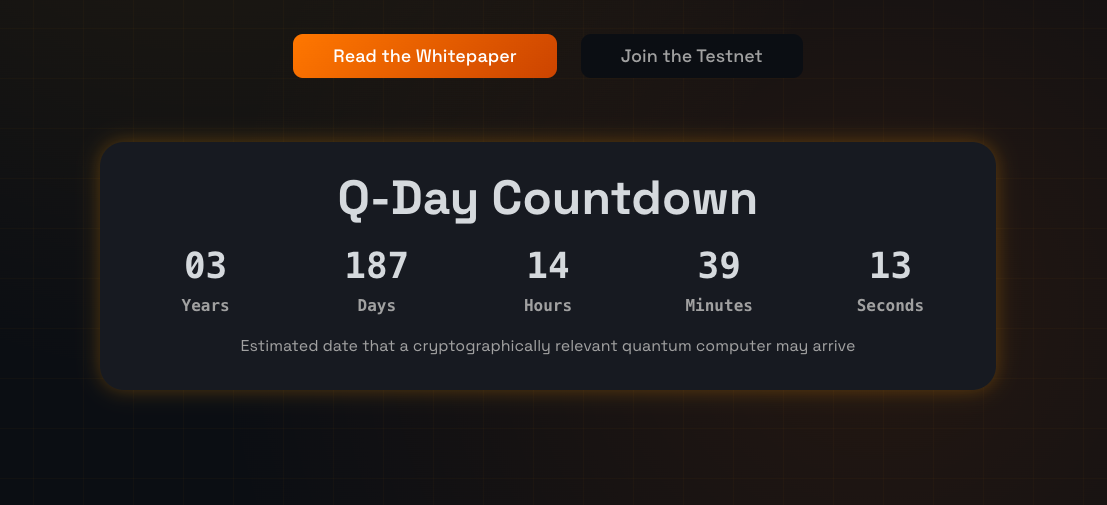 Read the Whitepaper
Join the Testnet
Q-Day Countdown
03 187 14 39 13
Years Days Hours Minutes Seconds
Estimated date that a cryptographically relevant quantum computer may arrive